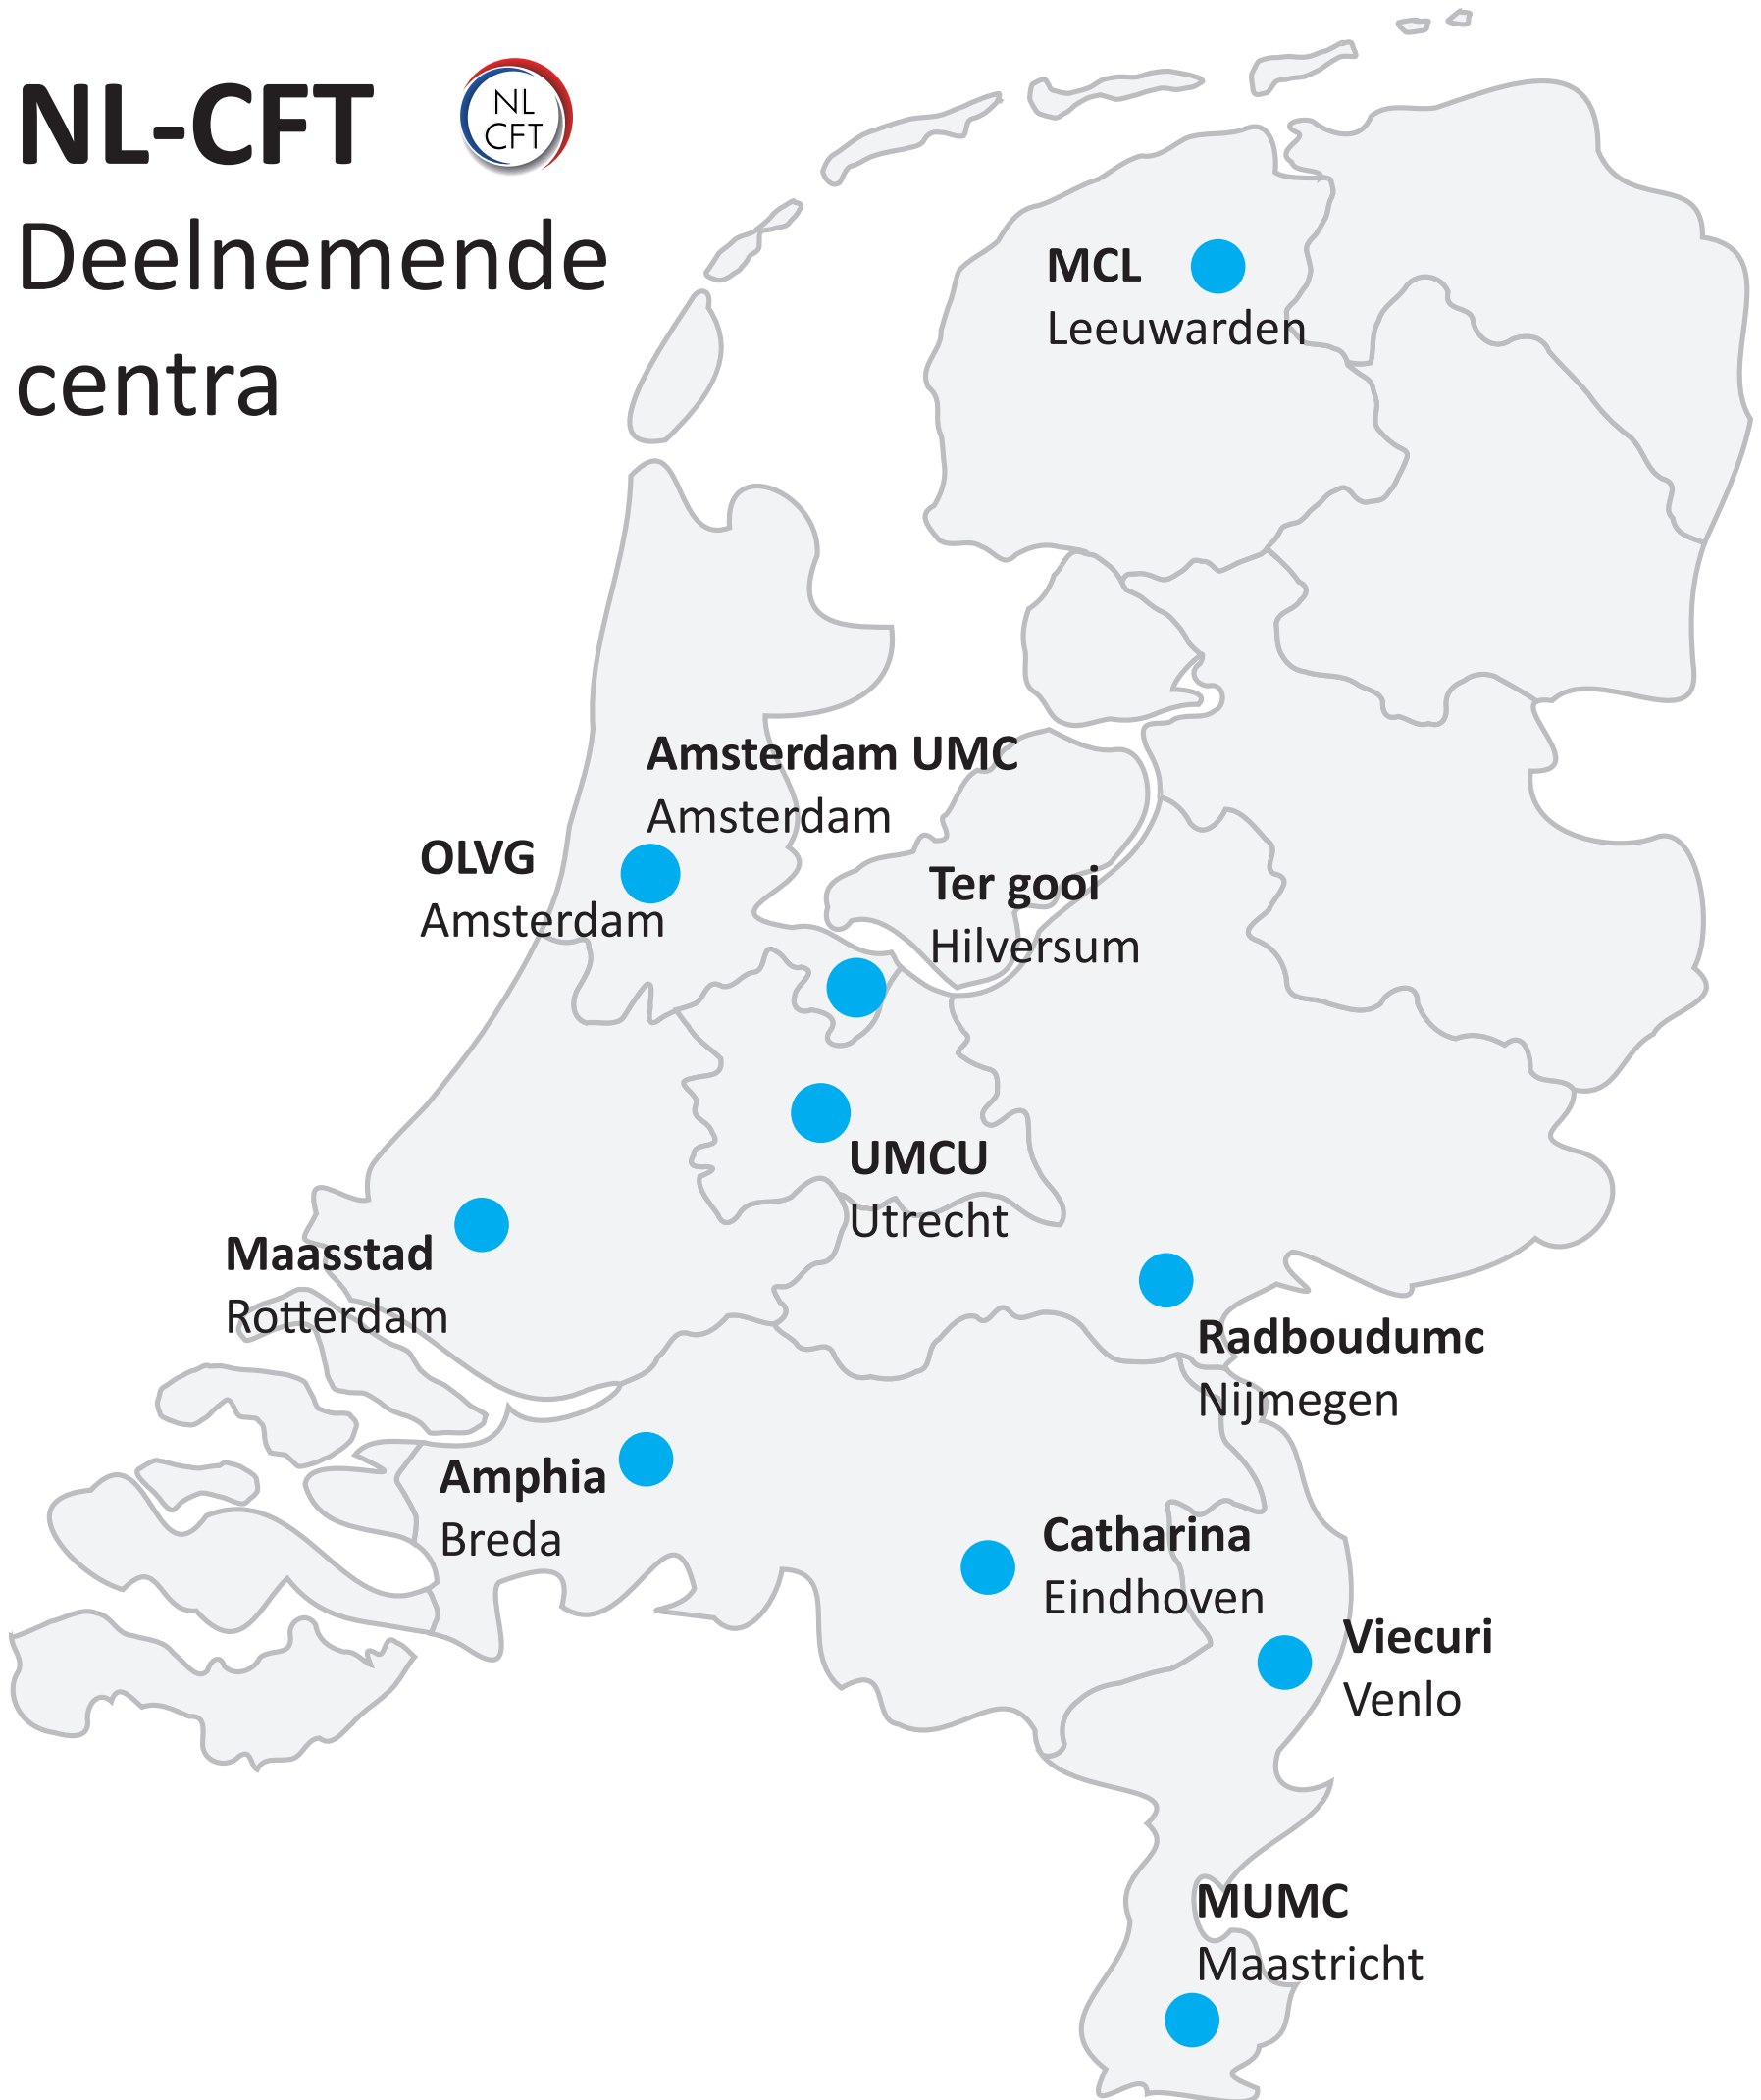 NL-CFT
NL
CFT
Deelnemende
centra
MCL
Leeuwarden
Amsterdam UMC
Amsterdam
OLVG
Amsterdam
Ter gooi
Hilversum
UMCU
Utrecht
Maasstad
Rotterdam
Radboudumc
Nijmegen
Amphia
Breda
Catharina
Eindhoven
Viecuri
Venlo
MUMC
Maastricht